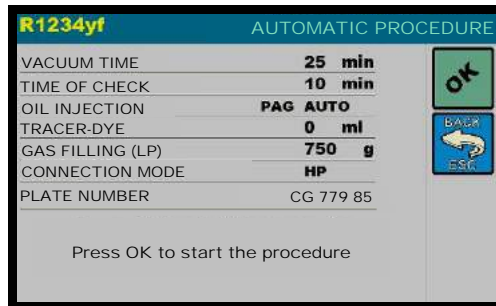 R1234yf AUTOMATIC PROCEDURE
VACUUM TIME 25 min
TIME OF CHECK 10 min
OIL INJECTION PAG AUTO
TRACER-DYE 0 ml
GAS FILLING (LP) 750 g
CONNECTION MODE HP
PLATE NUMBER CG 779 85
Press OK to start the procedure
OK
BACK
ESC